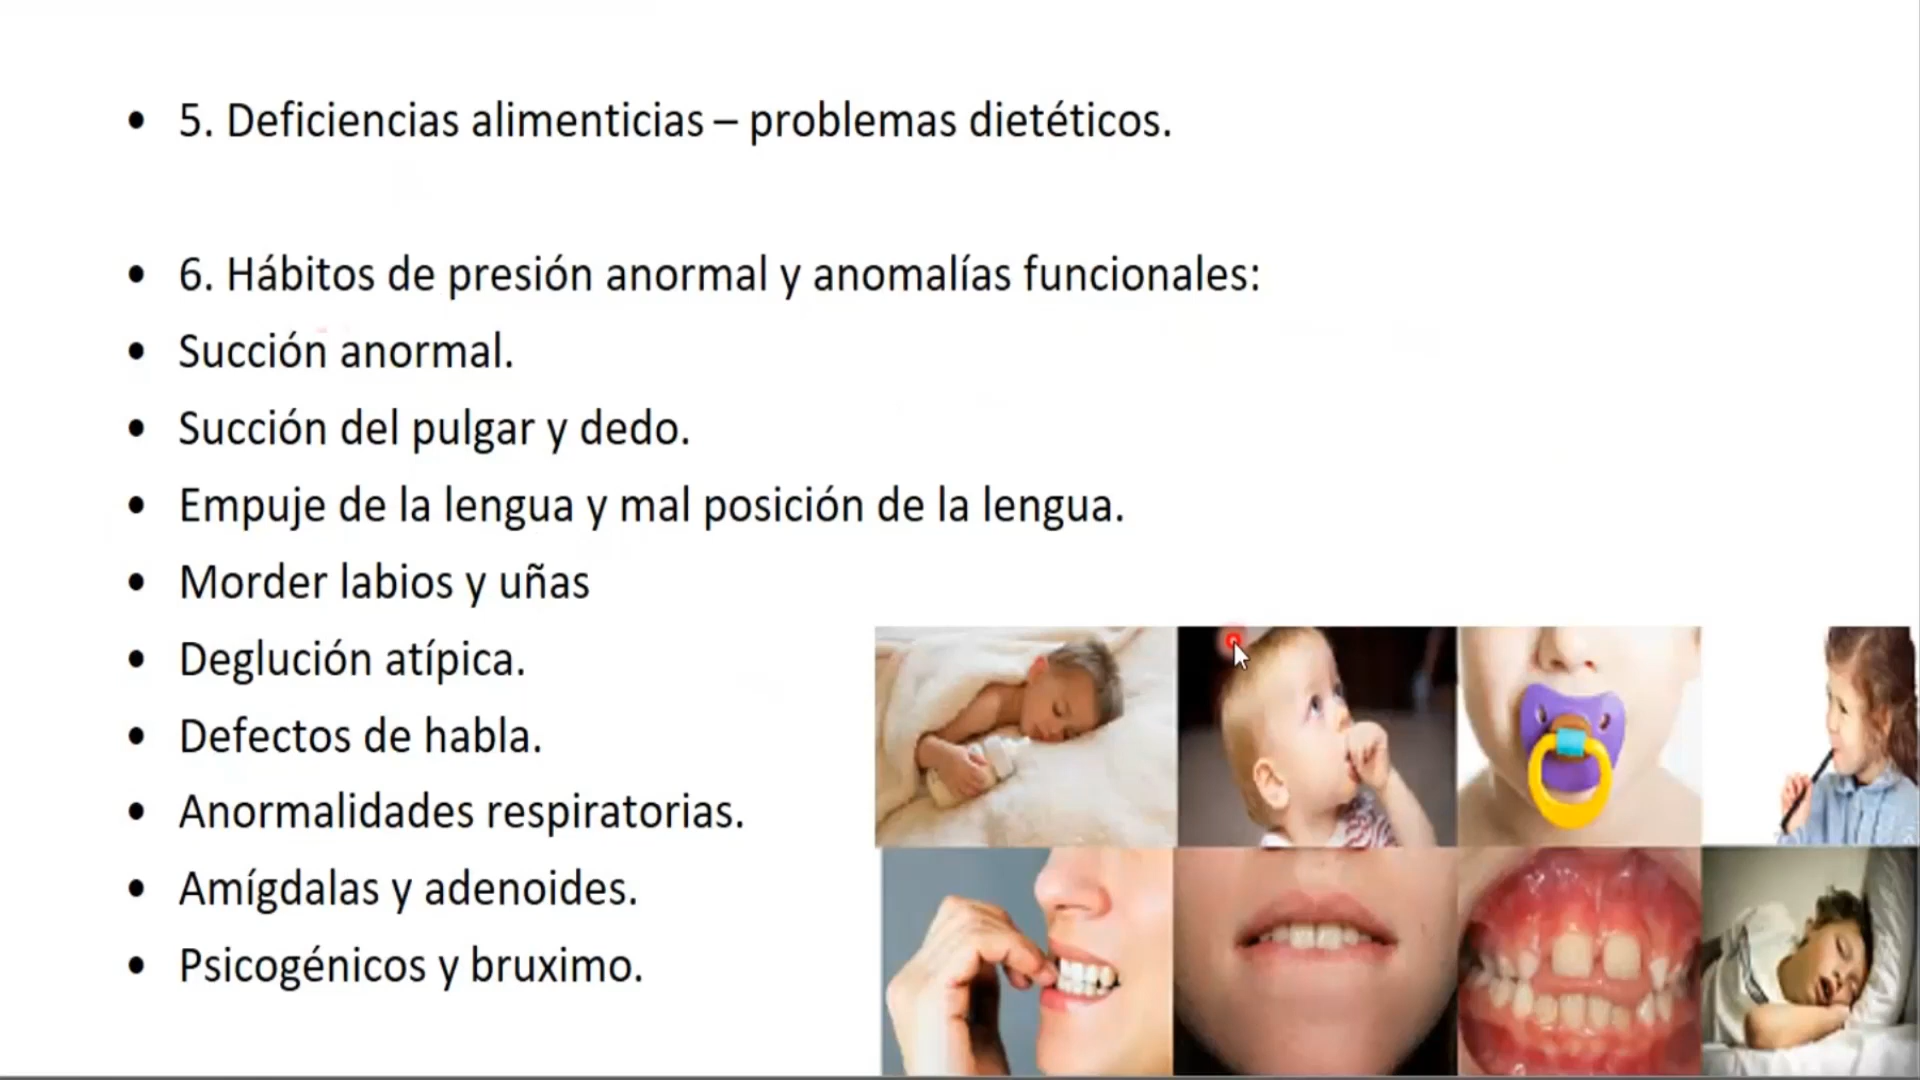 • 5. Deficiencias alimenticias – problemas dietéticos.
• 6. Hábitos de presión anormal y anomalías funcionales:
• Succión anormal.
• Succión del pulgar y dedo.
• Empuje de la lengua y mal posición de la lengua.
• Morder labios y uñas
• Deglución atípica.
• Defectos de habla.
• Anormalidades respiratorias.
• Amígdalas y adenoides.
• Psicogénicos y bruximo.